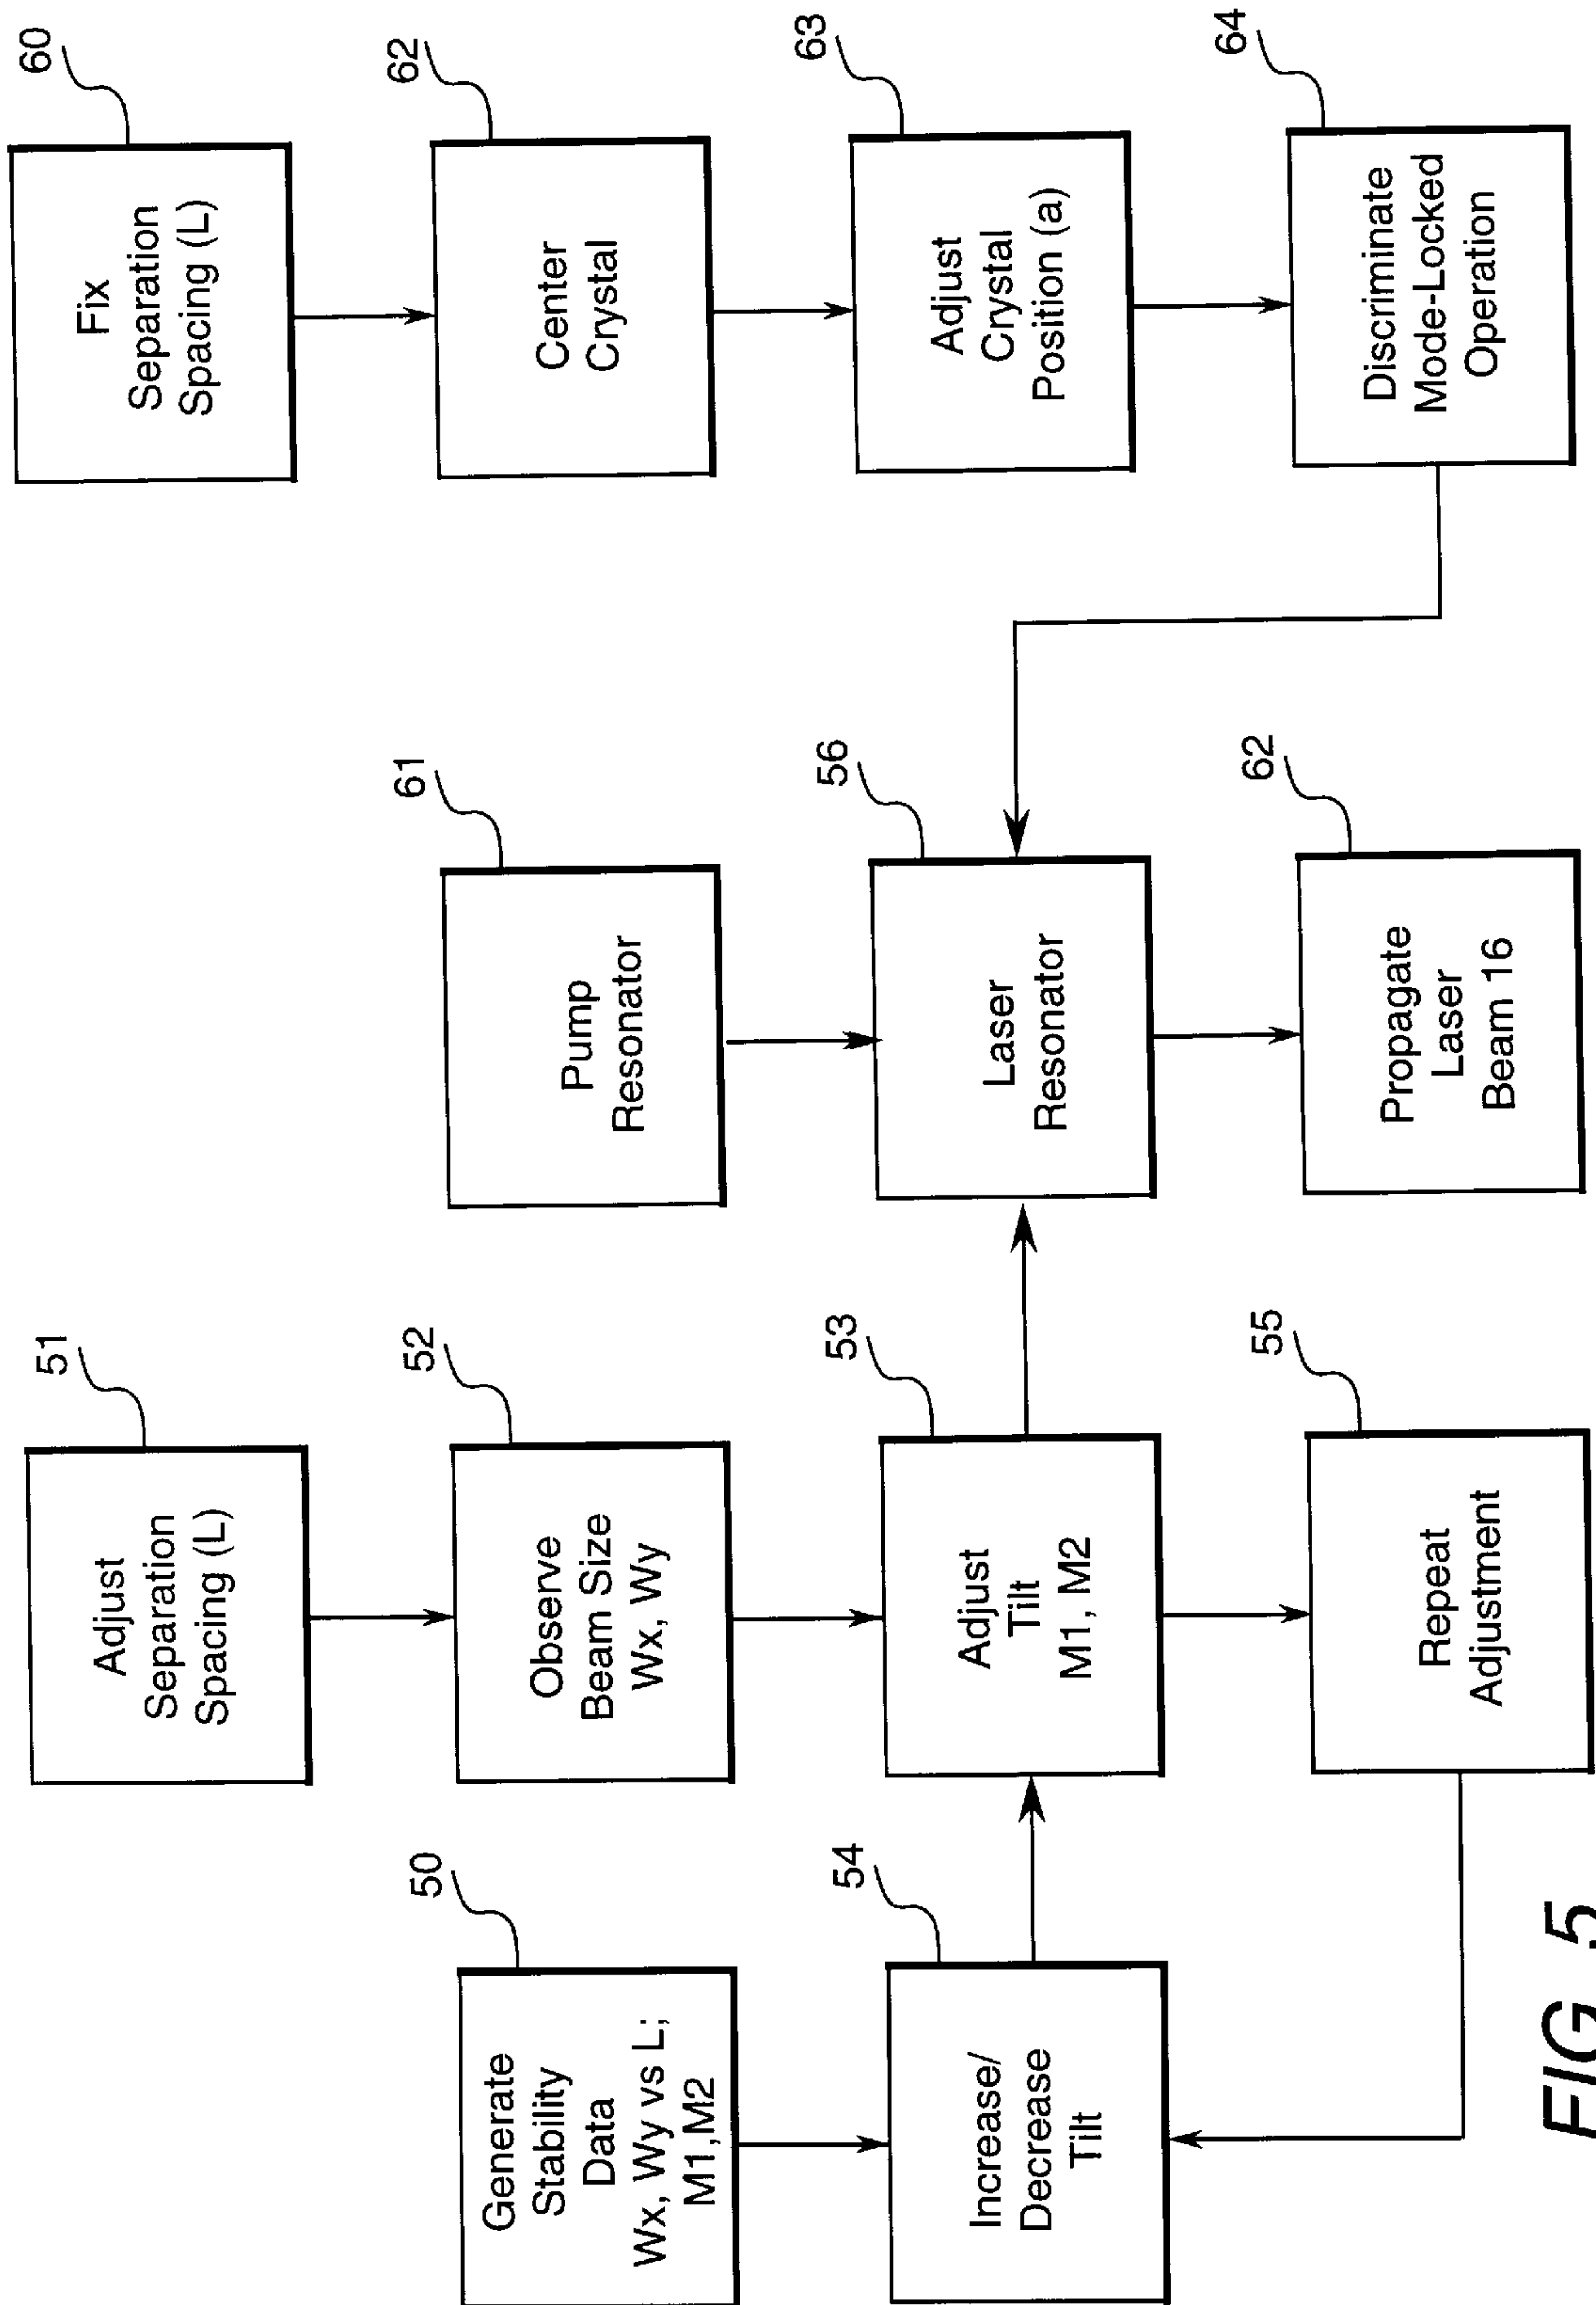 50
Generate
Stability
Data
Wx, Wy vs L;
M1,M2
54
Increase/
Decrease
Tilt
51
Adjust
Separation
Spacing (L)
52
Observe
Beam Size
Wx, Wy
53
Adjust
Tilt
M1, M2
55
Repeat
Adjustment
61
Pump
Resonator
56
Laser
Resonator
62
Propagate
Laser
Beam 16
60
Fix
Separation
Spacing (L)
62
Center
Crystal
63
Adjust
Crystal
Position (a)
64
Discriminate
Mode-Locked
Operation
FIG. 5